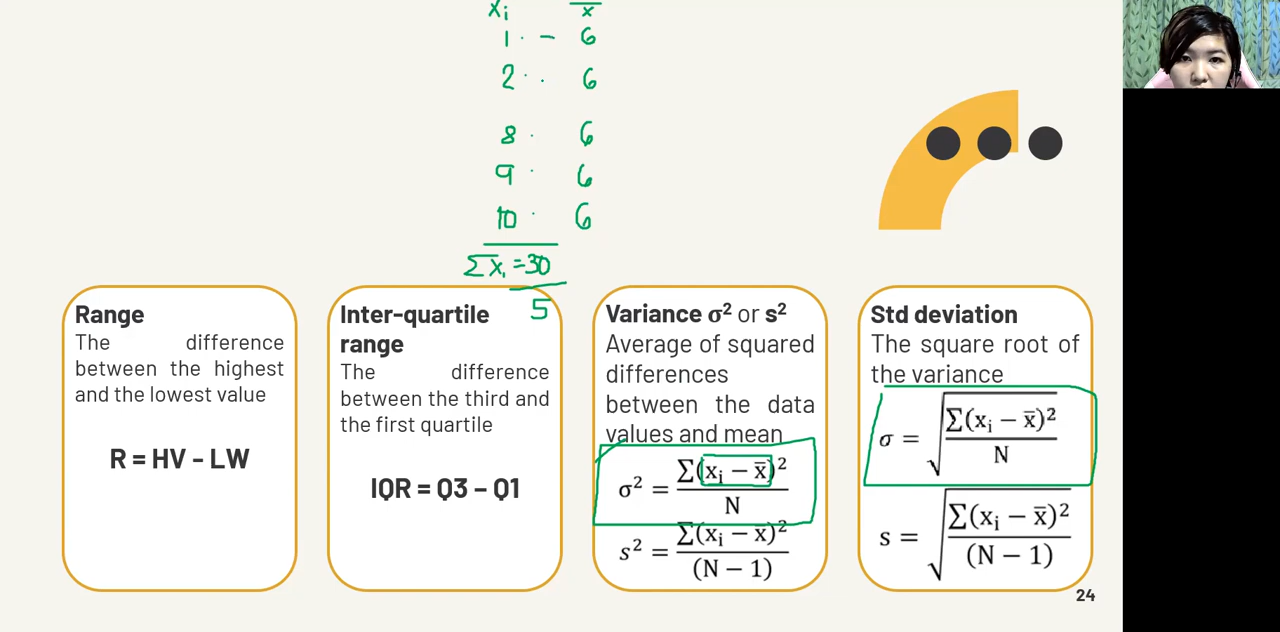 xi x̄
1 - 6
2 6
8 6
9 6
10 6
Σxi = 30
5
Range
The difference
between the highest
and the lowest value
R = HV - LW
Inter-quartile
range
The difference
between the third and
the first quartile
IQR = Q3 – Q1
Variance σ² or s²
Average of squared
differences
between the data
values and mean
σ² = Σ(xi − x̄)² / N
s² = Σ(xi − x̄)² / (N − 1)
Std deviation
The square root of
the variance
σ = √(Σ(xi − x̄)² / N)
s = √(Σ(xi − x̄)² / (N − 1))
24